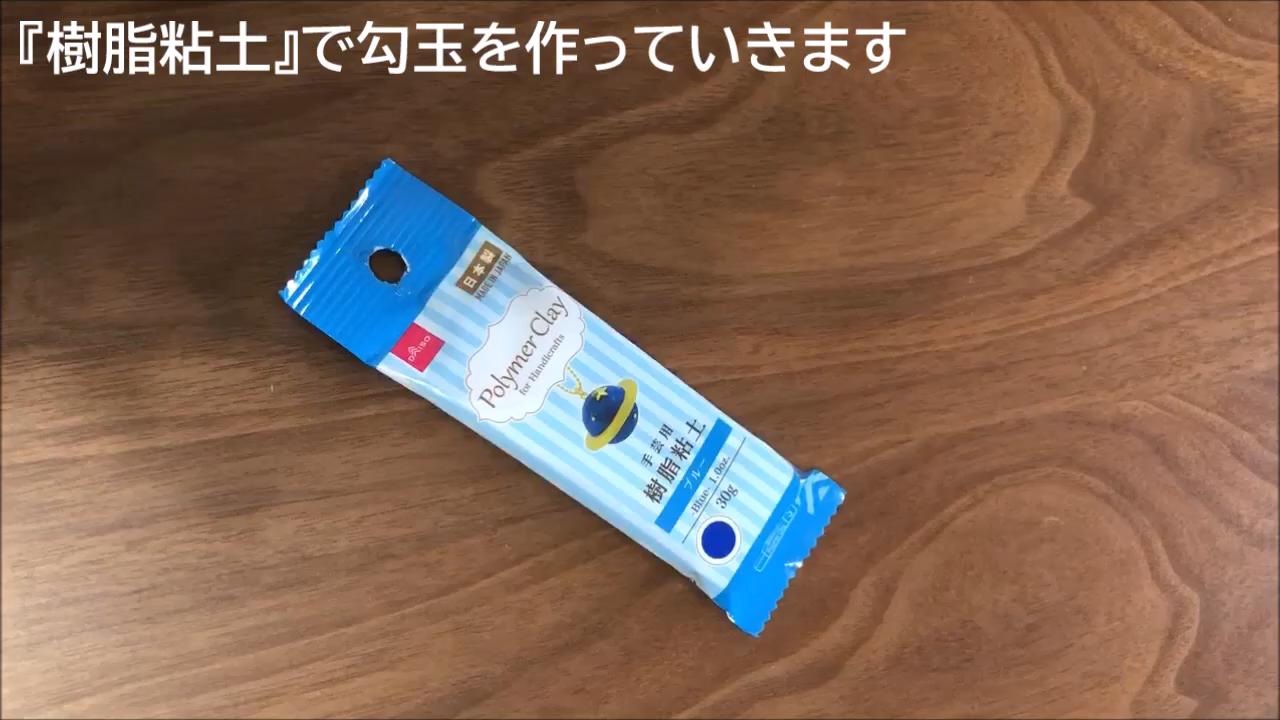 『樹脂粘土』で勾玉を作っていきます
日本製
MADE IN JAPAN
DAISO
Polymer Clay
for Handicrafts
手芸用
樹脂粘土
ブルー
-Blue- 1.0oz.
30g